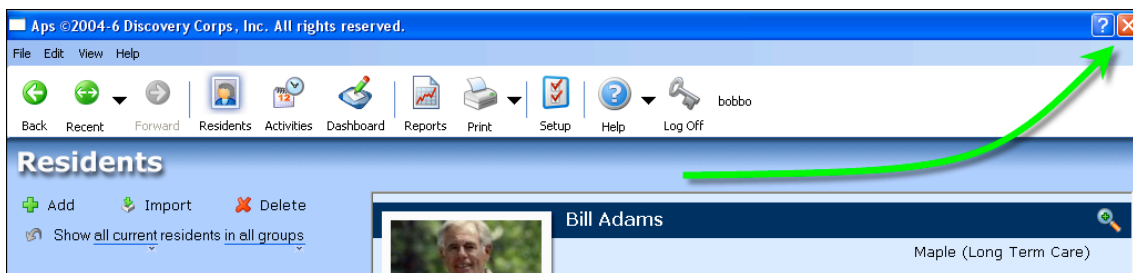 Aps ©2004-6 Discovery Corps, Inc. All rights reserved.
File Edit View Help
12
Back Recent Forward Residents Activities Dashboard Reports Print Setup Help Log Off bobbo
Residents
Add Import Delete
Show all current residents in all groups
Bill Adams
Maple (Long Term Care)